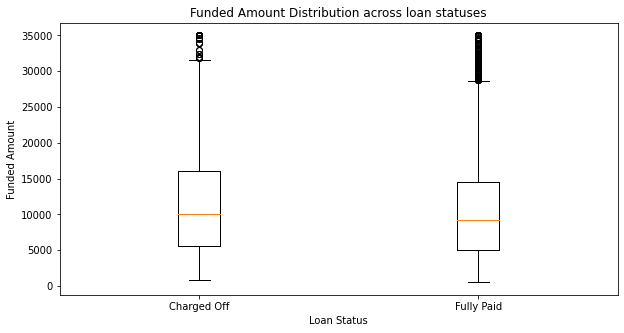 Funded Amount Distribution across loan statuses
35000
30000
25000
20000
15000
10000
5000
0
Funded Amount
Charged Off
Fully Paid
Loan Status